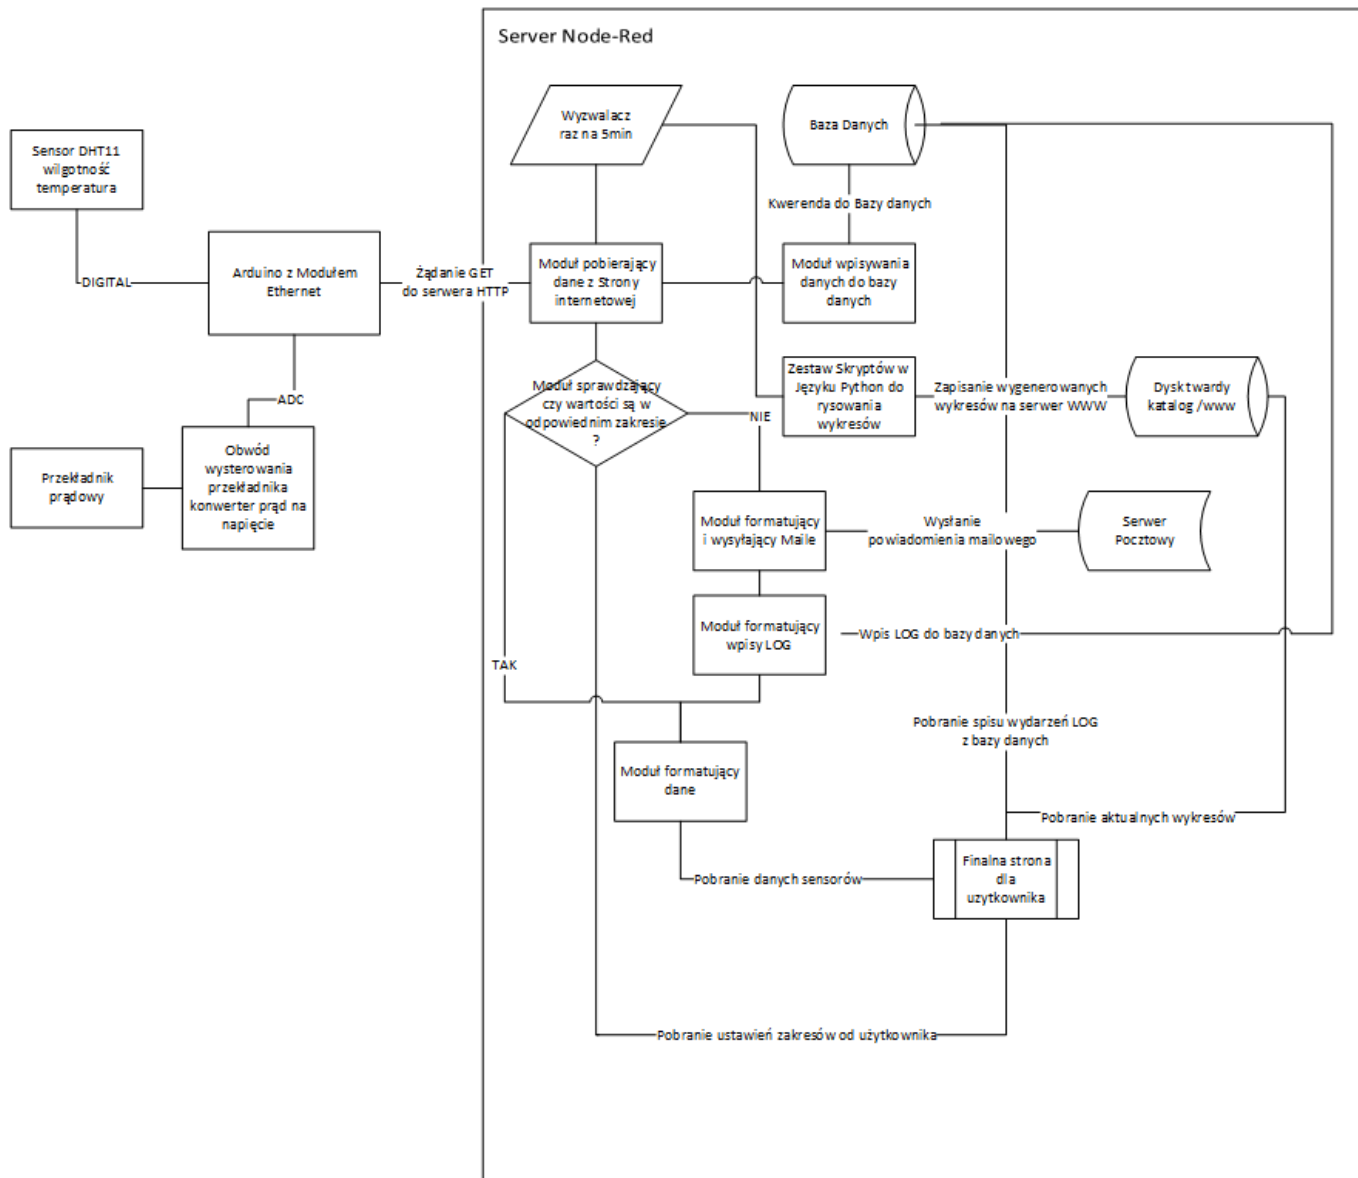 Server Node-Red
Wyzwalacz
raz na 5min
Baza Danych
Sensor DHT11
wilgotność
temperatura
Kwerenda do Bazy danych
DIGITAL
Arduino z Modułem
Ethernet
Żądanie GET
do serwera HTTP
Moduł pobierający
dane z Strony
internetowej
Moduł wpisywania
danych do bazy
danych
Moduł sprawdzający
czy wartości są w
odpowiednim zakresie
?
NIE
Zestaw Skryptów w
Języku Python do
rysowania
wykresów
Zapisanie wygenerowanych
wykresów na serwer WWW
Dysk twardy
katalog /www
ADC
Obwód
wysterowania
przekładnika
konwerter prąd na
napięcie
Przekładnik
prądowy
Moduł formatujący
i wysyłający Maile
Wysłanie
powiadomienia mailowego
Serwer
Pocztowy
Moduł formatujący
wpisy LOG
Wpis LOG do bazy danych
TAK
Pobranie spisu wydarzeń LOG
z bazy danych
Moduł formatujący
dane
Pobranie aktualnych wykresów
Pobranie danych sensorów
Finalna strona
dla
uzytkownika
Pobranie ustawień zakresów od użytkownika